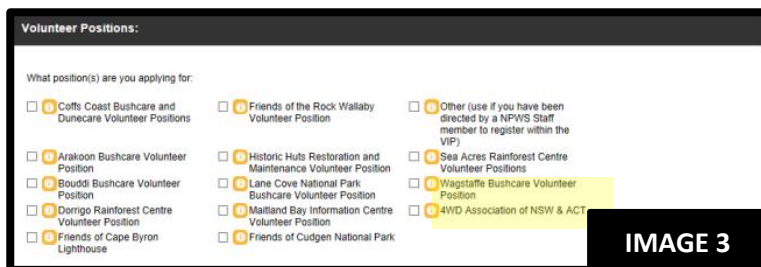 Volunteer Positions:
What position(s) are you applying for:
Coffs Coast Bushcare and
Dunecare Volunteer Positions
Friends of the Rock Wallaby
Volunteer Position
Other (use if you have been
directed by a NPWS Staff
member to register within the
VIP)
Arakoon Bushcare Volunteer
Position
Historic Huts Restoration and
Maintenance Volunteer Position
Sea Acres Rainforest Centre
Volunteer Positions
Bouddi Bushcare Volunteer
Position
Lane Cove National Park
Bushcare Volunteer Position
Wagstaffe Bushcare Volunteer
Position
Dorrigo Rainforest Centre
Volunteer Position
Maitland Bay Information Centre
Volunteer Position
4WD Association of NSW & ACT
Friends of Cape Byron
Lighthouse
Friends of Cudgen National Park
IMAGE 3